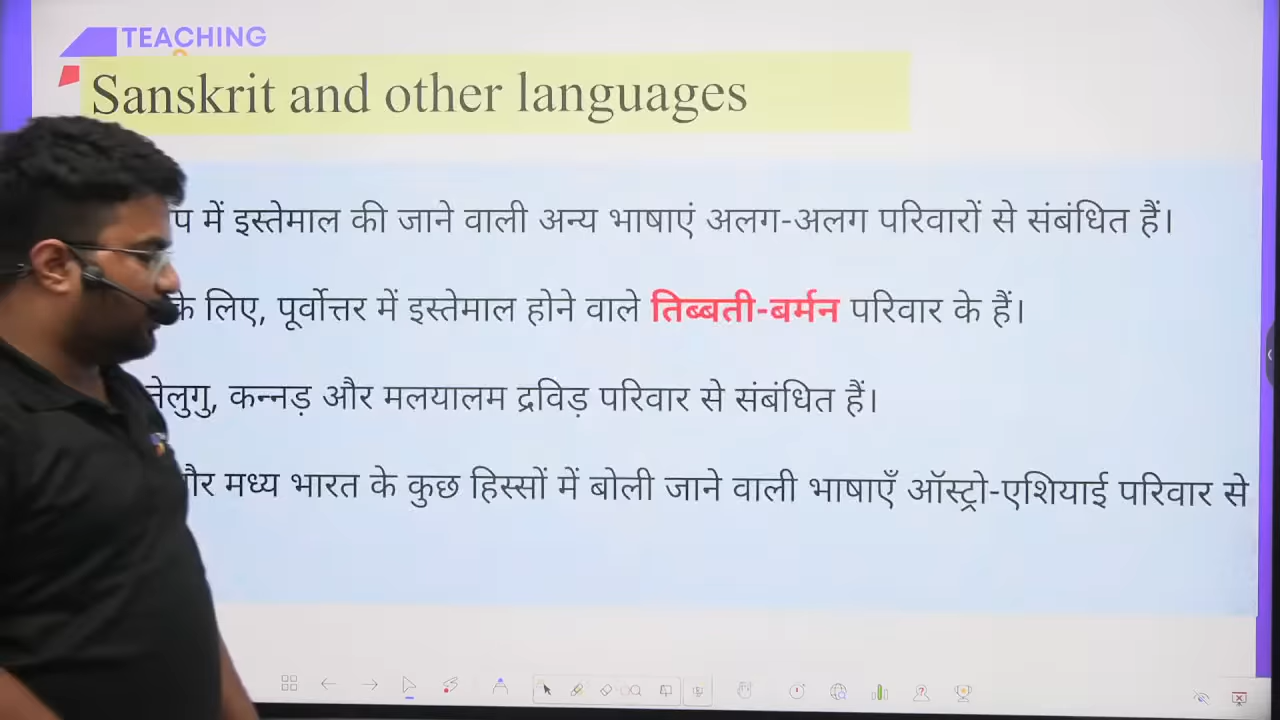 TEACHING
Sanskrit and other languages
में इस्तेमाल की जाने वाली अन्य भाषाएं अलग-अलग परिवारों से संबंधित हैं।
के लिए, पूर्वोत्तर में इस्तेमाल होने वाले तिब्बती-बर्मन परिवार के हैं।
कन्नड़ और मलयालम द्रविड़ परिवार से संबंधित हैं।
मध्य भारत के कुछ हिस्सों में बोली जाने वाली भाषाएँ ऑस्ट्रो-एशियाई परिवार से